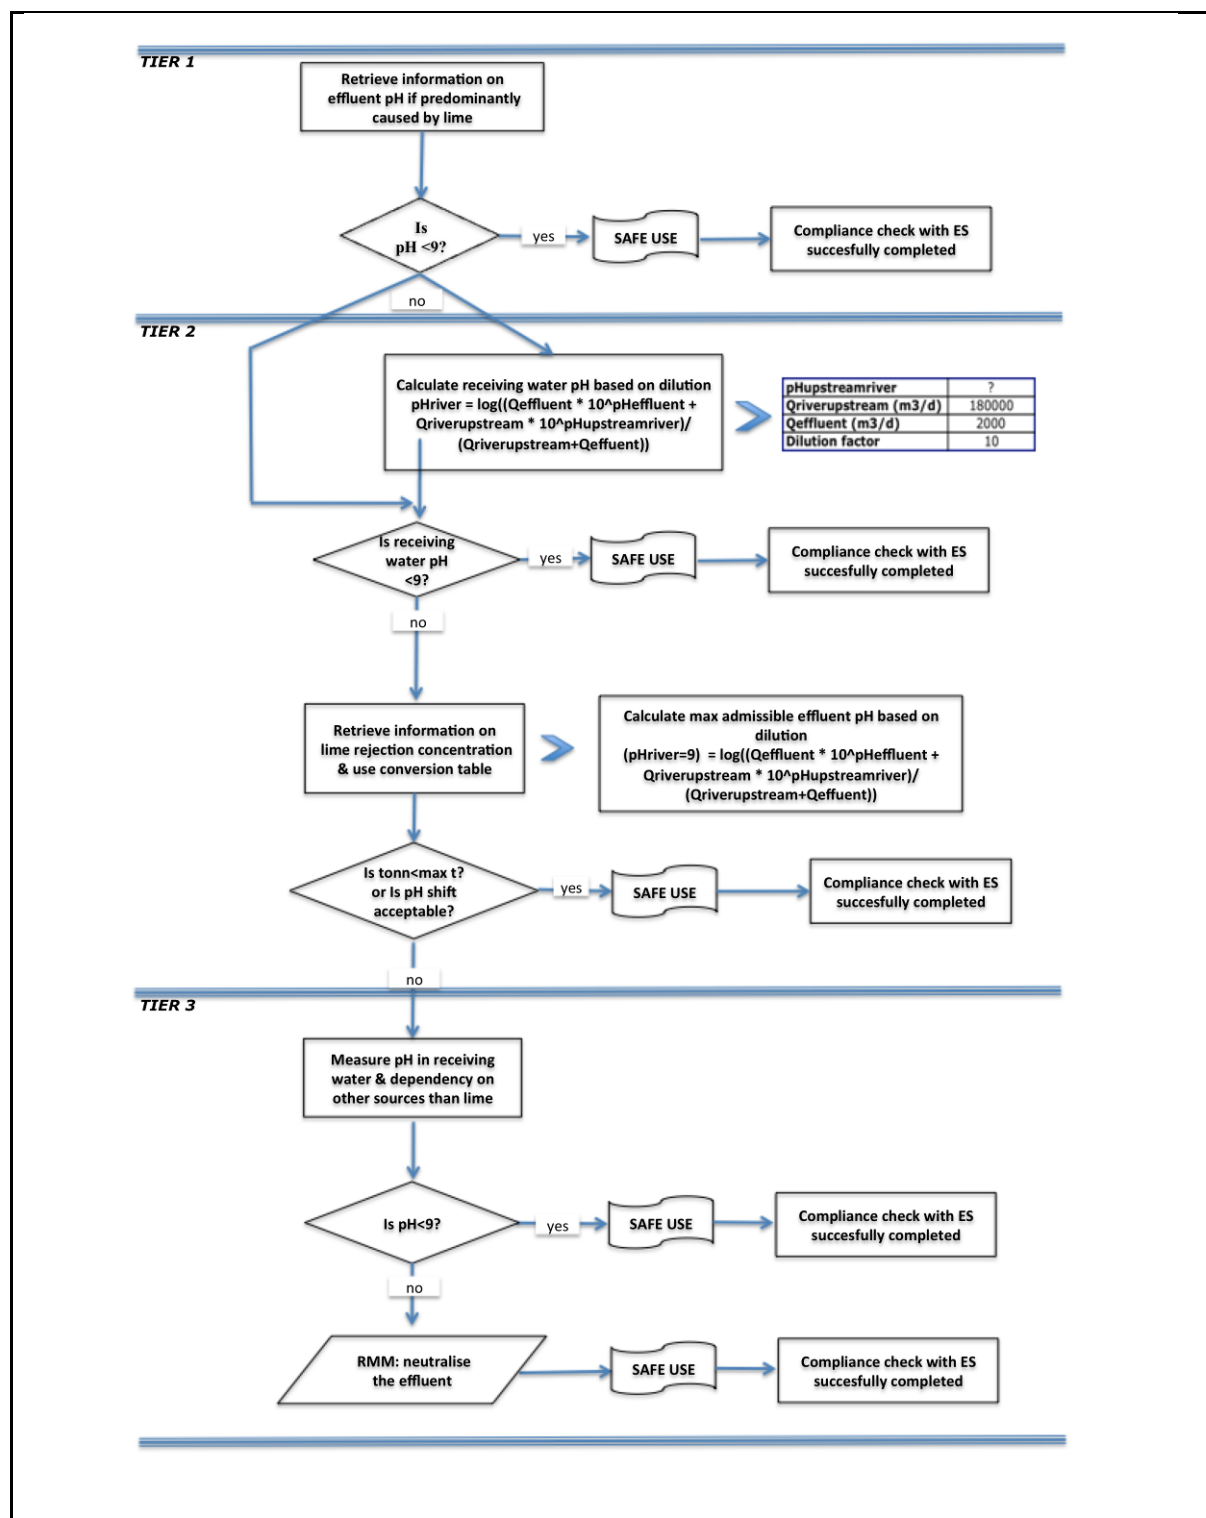 TIER 1
Retrieve information on
effluent pH if predominantly
caused by lime
Is
pH <9?
yes
SAFE USE
Compliance check with ES
succesfully completed
no
TIER 2
Calculate receiving water pH based on dilution
pHriver = log((Qeffluent * 10^pHeffluent +
Qriverupstream * 10^pHupstreamriver)/
(Qriverupstream+Qeffuent))
pHupstreamriver ?
Qriverupstream (m3/d) 180000
Qeffluent (m3/d) 2000
Dilution factor 10
Is receiving
water pH
<9?
yes
SAFE USE
Compliance check with ES
succesfully completed
no
Retrieve information on
lime rejection concentration
& use conversion table
Calculate max admissible effluent pH based on
dilution
(pHriver=9) = log((Qeffluent * 10^pHeffluent +
Qriverupstream * 10^pHupstreamriver)/
(Qriverupstream+Qeffuent))
Is tonn<max t?
or Is pH shift
acceptable?
yes
SAFE USE
Compliance check with ES
succesfully completed
no
TIER 3
Measure pH in receiving
water & dependency on
other sources than lime
Is pH<9?
yes
SAFE USE
Compliance check with ES
succesfully completed
no
RMM: neutralise
the effluent
SAFE USE
Compliance check with ES
succesfully completed